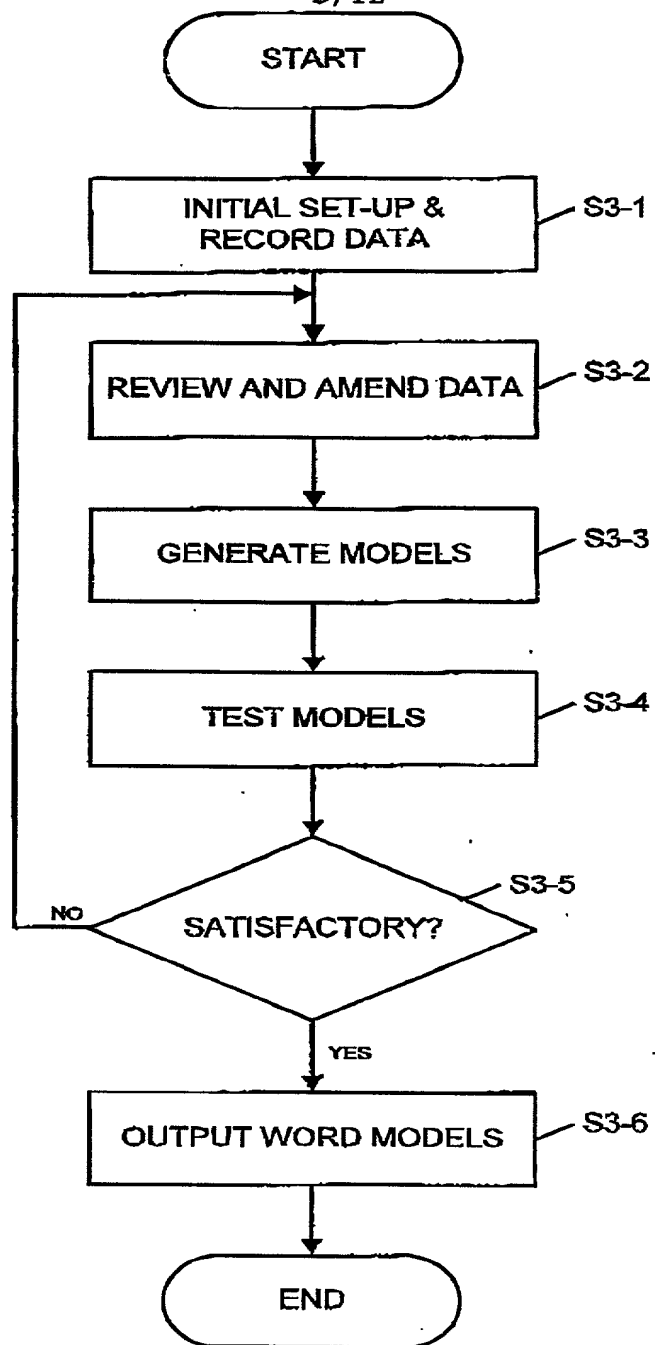 START
INITIAL SET-UP &
RECORD DATA
S3-1
REVIEW AND AMEND DATA
S3-2
GENERATE MODELS
S3-3
TEST MODELS
S3-4
SATISFACTORY?
S3-5
NO
YES
OUTPUT WORD MODELS
S3-6
END